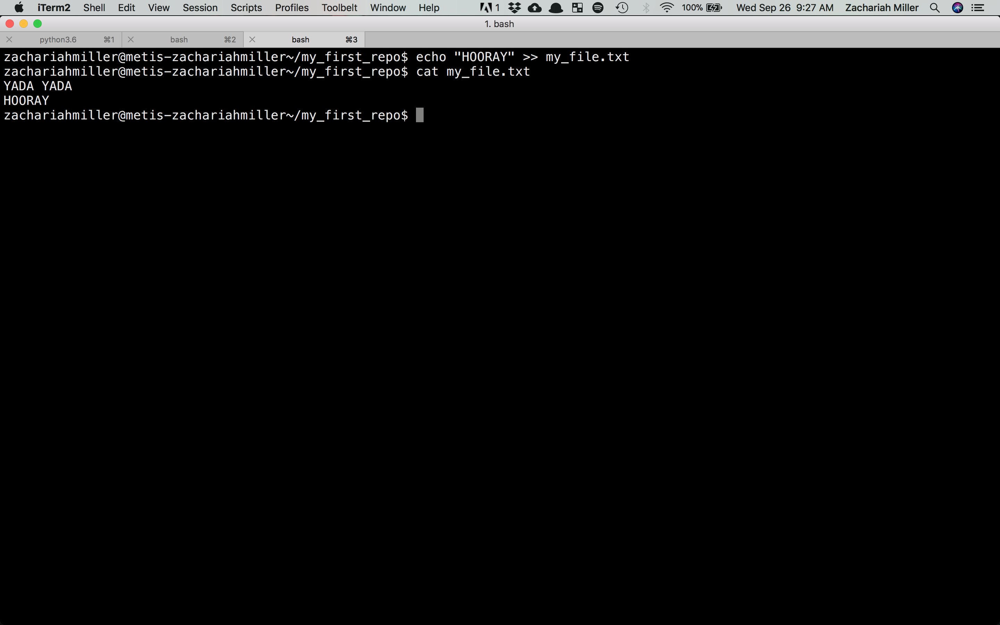 iTerm2 Shell Edit View Session Scripts Profiles Toolbelt Window Help 1 100% Wed Sep 26 9:27 AM Zachariah Miller
1. bash
python3.6 ⌘1 bash ⌘2 bash ⌘3
zachariahmiller@metis-zachariahmiller~/my_first_repo$ echo "HOORAY" >> my_file.txt
zachariahmiller@metis-zachariahmiller~/my_first_repo$ cat my_file.txt
YADA YADA
HOORAY
zachariahmiller@metis-zachariahmiller~/my_first_repo$